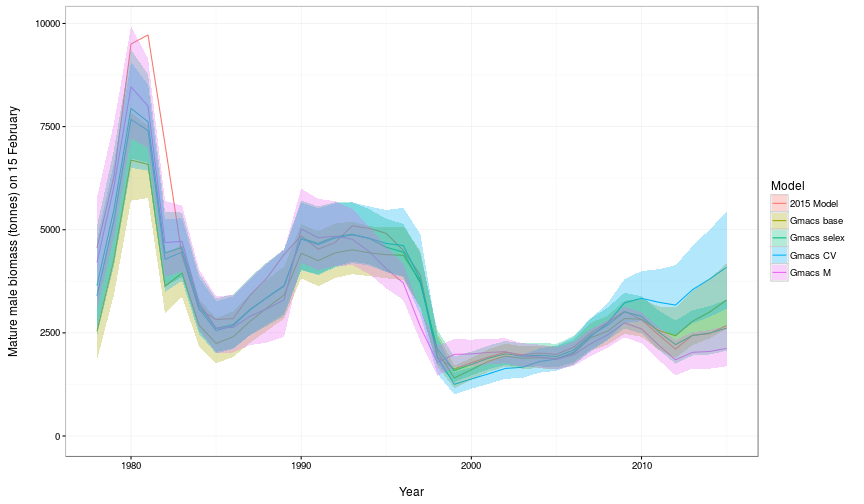 Mature male biomass (tonnes) on 15 February
10000
7500
5000
2500
0
1980
1990
2000
2010
Year
Model
2015 Model
Gmacs base
Gmacs selex
Gmacs CV
Gmacs M